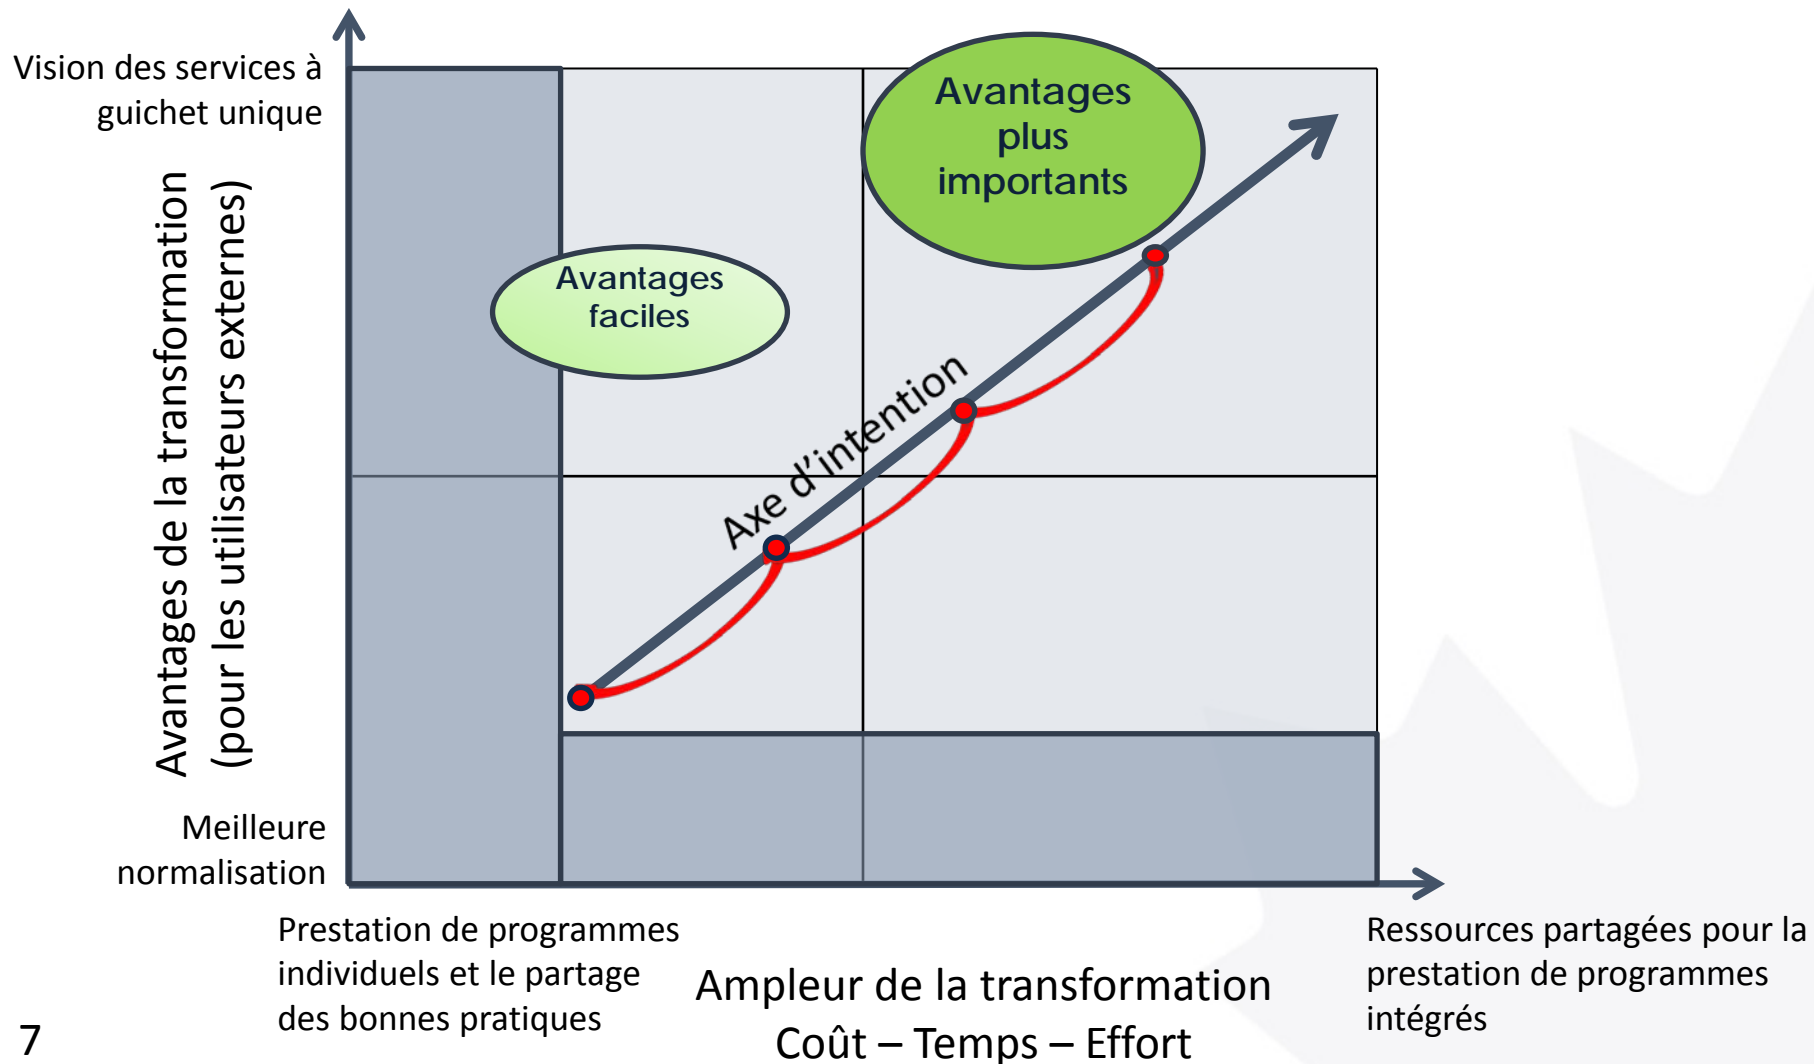 Vision des services à
guichet unique
Avantages
plus
importants
Avantages
faciles
Axe d'intention
Avantages de la transformation
(pour les utilisateurs externes)
Meilleure
normalisation
Prestation de programmes
individuels et le partage
des bonnes pratiques
Ampleur de la transformation
Coût – Temps – Effort
Ressources partagées pour la
prestation de programmes
intégrés
7